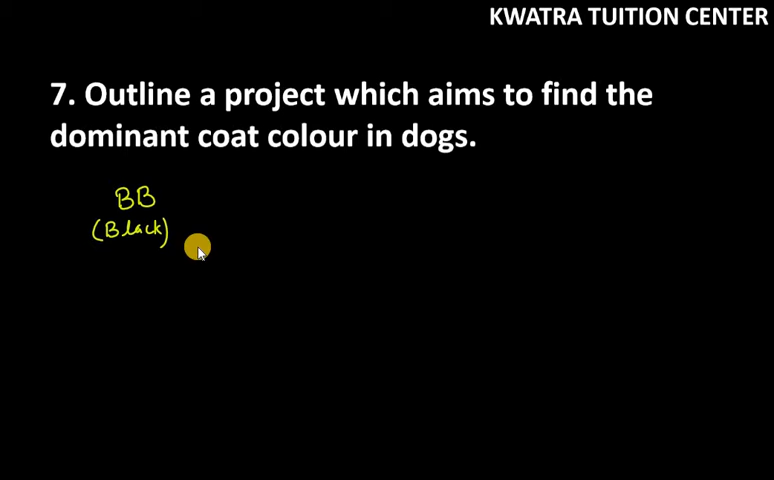 KWATRA TUITION CENTER
7. Outline a project which aims to find the
dominant coat colour in dogs.
BB
(Black)